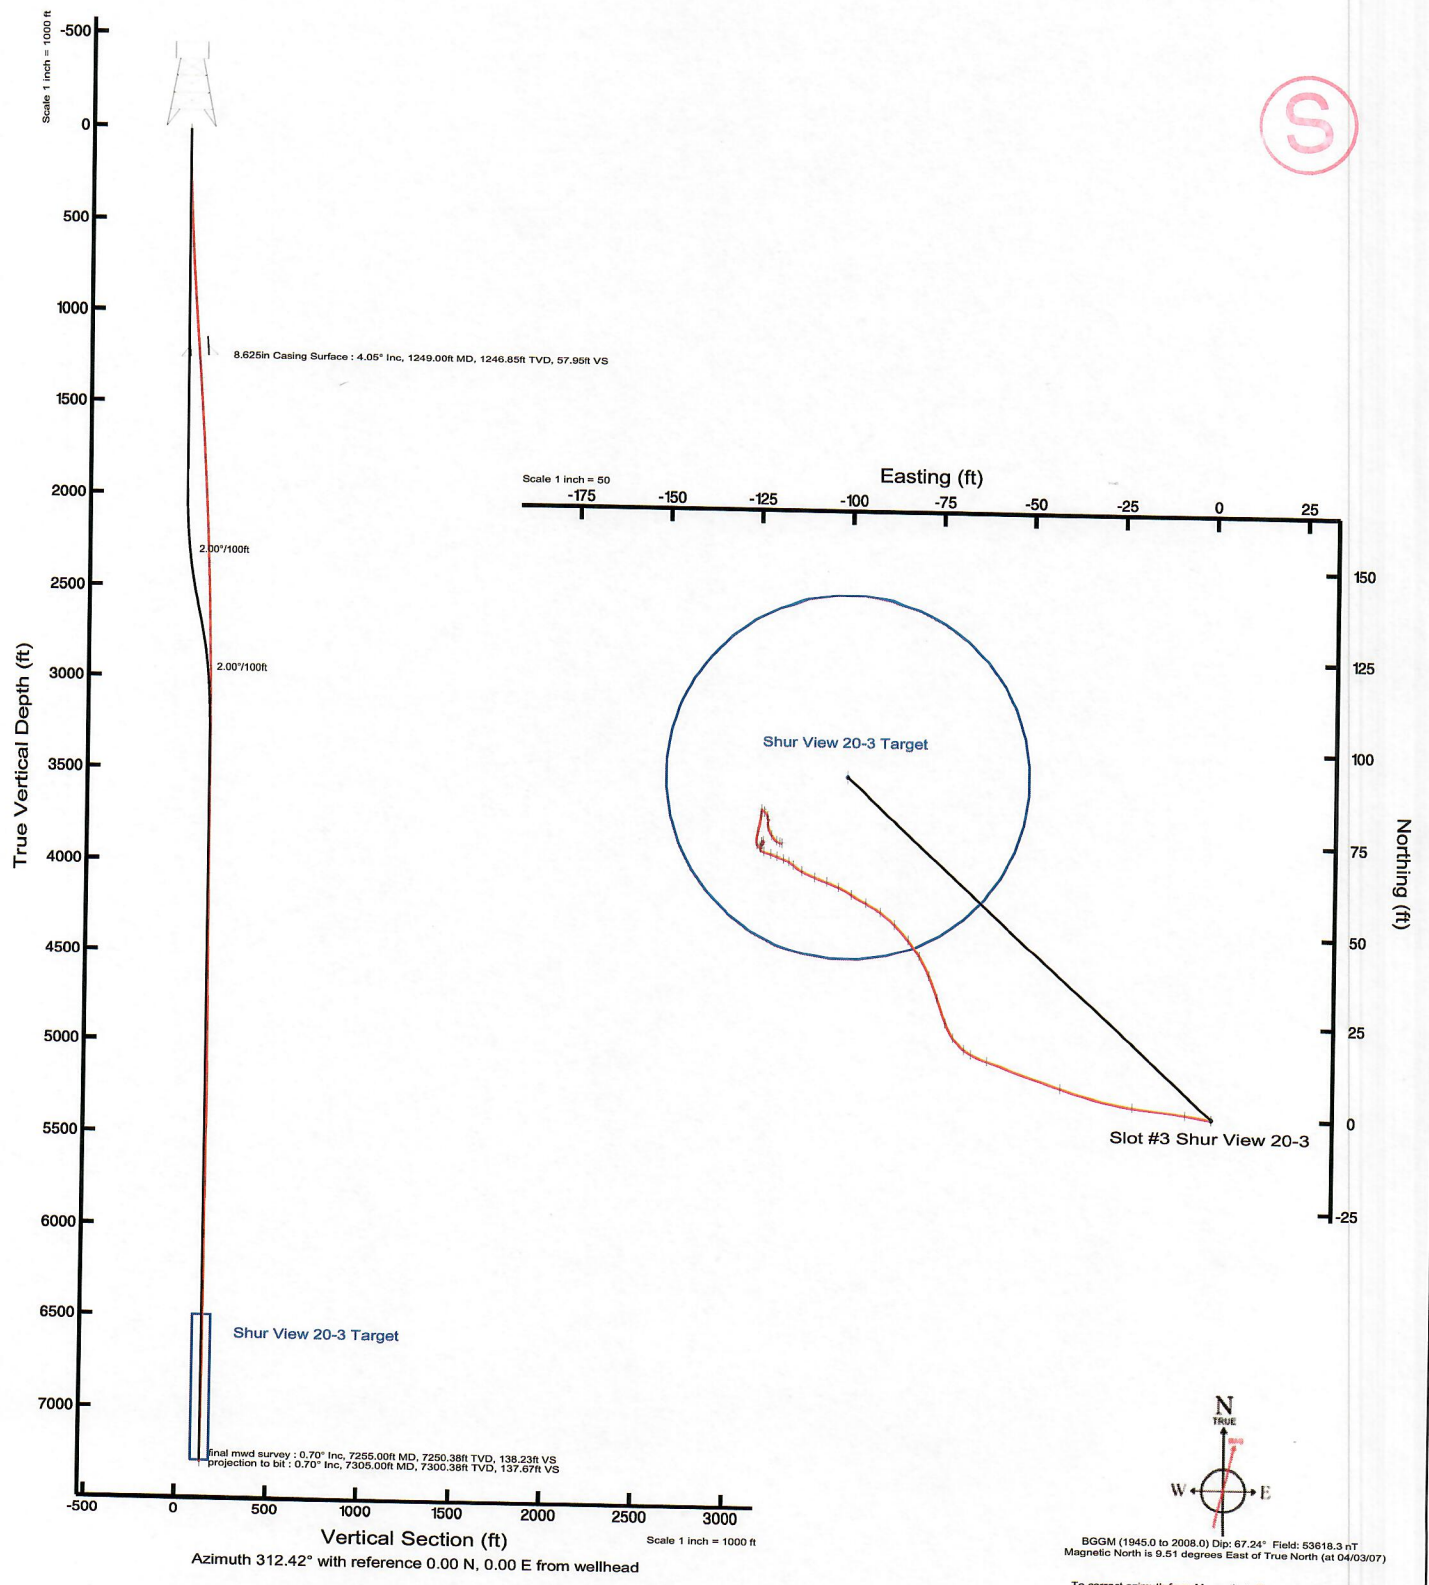 Scale 1 inch = 1000 ft
-500
0
500
1000
1500
2000
2500
3000
3500
4000
4500
5000
5500
6000
6500
7000
True Vertical Depth (ft)
S
8.625in Casing Surface : 4.05° Inc, 1249.00ft MD, 1246.85ft TVD, 57.95ft VS
2.00°/100ft
2.00°/100ft
Easting (ft)
Scale 1 inch = 50
-175 -150 -125 -100 -75 -50 -25 0 25
150
125
100
75
50
25
0
-25
Northing (ft)
Shur View 20-3 Target
Slot #3 Shur View 20-3
Shur View 20-3 Target
final mwd survey : 0.70° Inc, 7255.00ft MD, 7250.38ft TVD, 138.23ft VS
projection to bit : 0.70° Inc, 7305.00ft MD, 7300.38ft TVD, 137.67ft VS
-500 0 500 1000 1500 2000 2500 3000
Vertical Section (ft)
Scale 1 inch = 1000 ft
Azimuth 312.42° with reference 0.00 N, 0.00 E from wellhead
N
TRUE
W E
BGGM (1945.0 to 2008.0) Dip: 67.24° Field: 53618.3 nT
Magnetic North is 9.51 degrees East of True North (at 04/03/07)